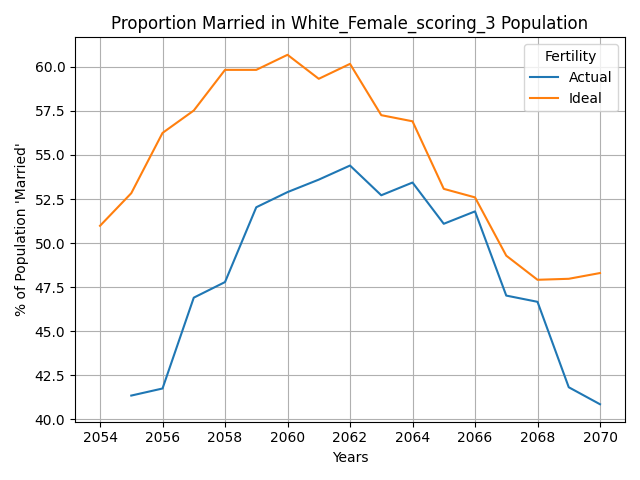 Proportion Married in White_Female_scoring_3 Population
Fertility
Actual
Ideal
% of Population 'Married'
60.0
57.5
55.0
52.5
50.0
47.5
45.0
42.5
40.0
2054 2056 2058 2060 2062 2064 2066 2068 2070
Years